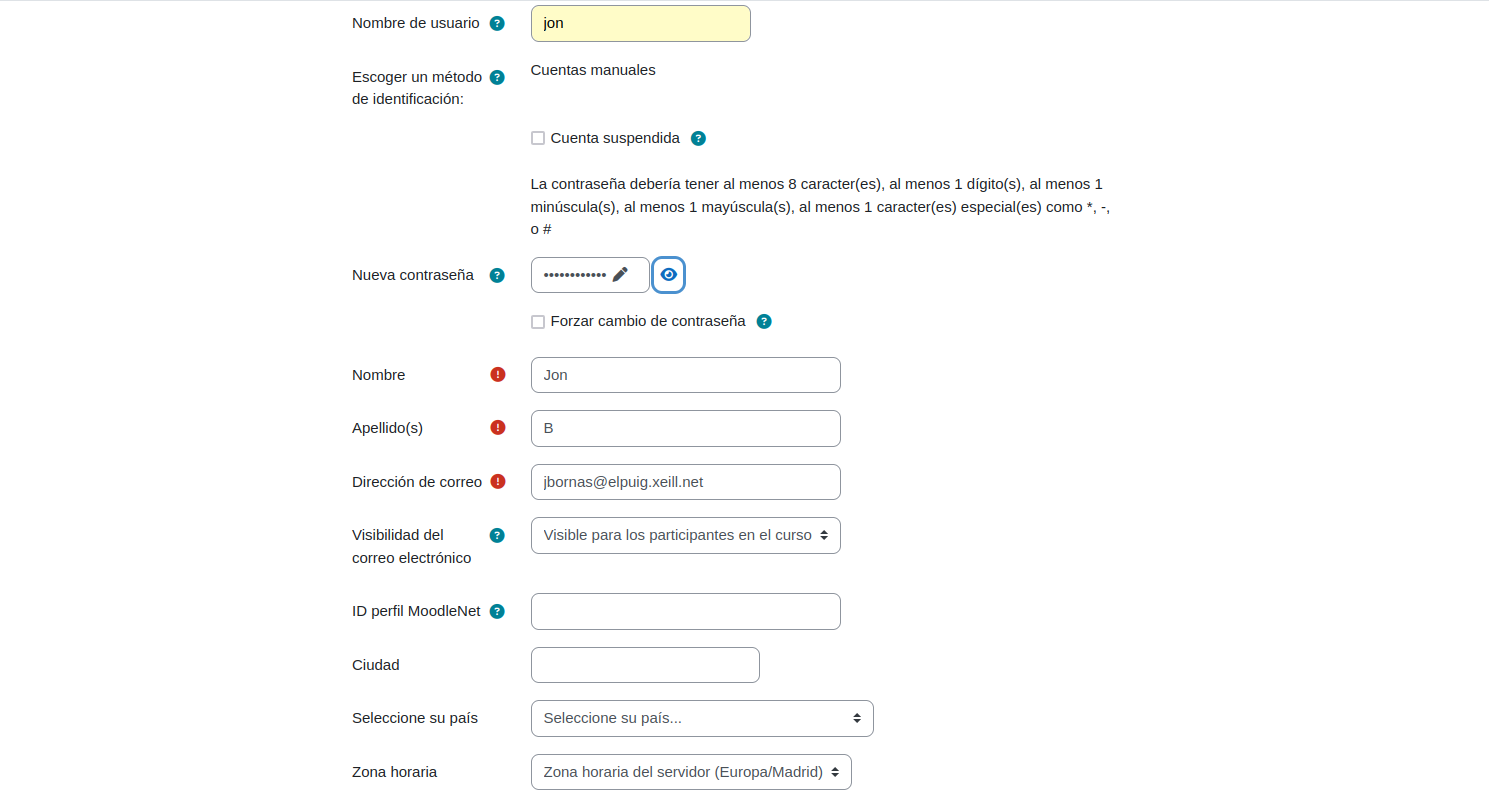 Nombre de usuario
jon
Escoger un método
de identificación:
Cuentas manuales
Cuenta suspendida
La contraseña debería tener al menos 8 caracter(es), al menos 1 dígito(s), al menos 1
minúscula(s), al menos 1 mayúscula(s), al menos 1 caracter(es) especial(es) como *, -,
o #
Nueva contraseña
••••••••••••
Forzar cambio de contraseña
Nombre
Jon
Apellido(s)
B
Dirección de correo
jbornas@elpuig.xeill.net
Visibilidad del
correo electrónico
Visible para los participantes en el curso
ID perfil MoodleNet
Ciudad
Seleccione su país
Seleccione su país...
Zona horaria
Zona horaria del servidor (Europa/Madrid)